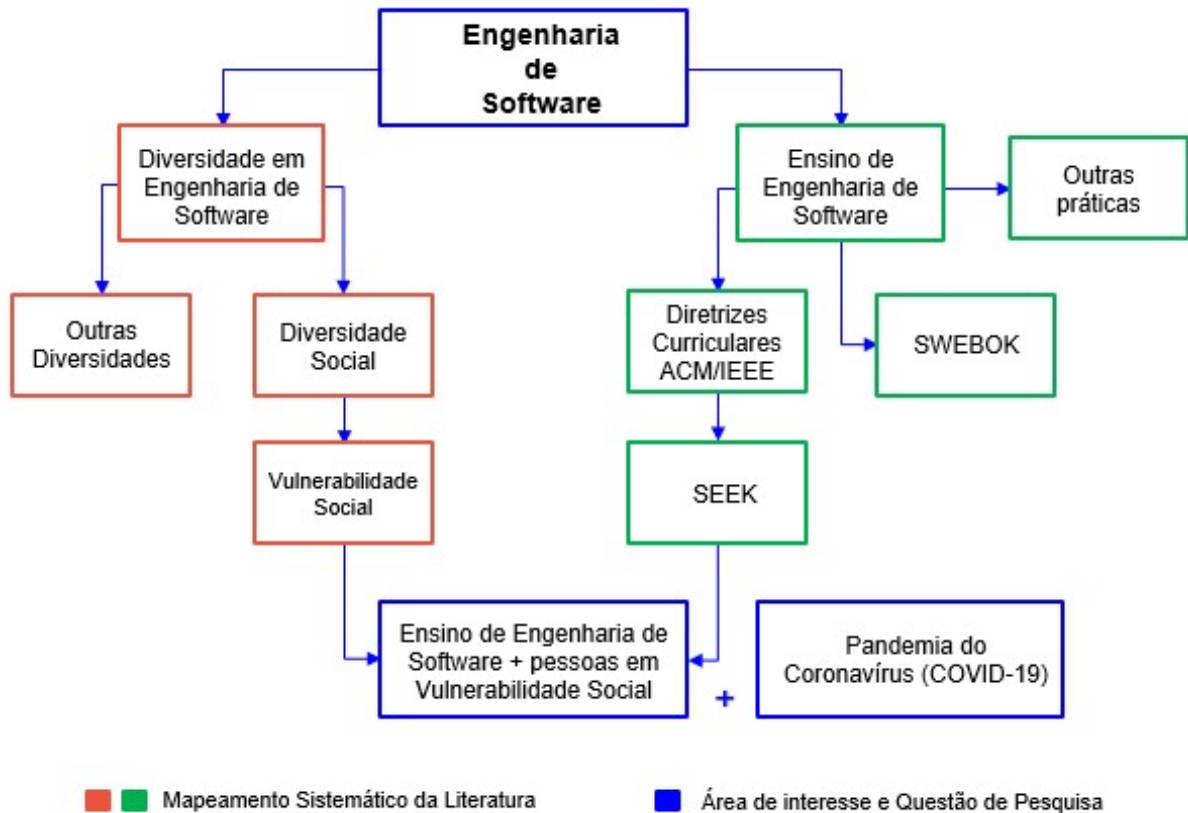 Engenharia
de
Software
Diversidade em
Engenharia de
Software
Ensino de
Engenharia de
Software
Outras
práticas
Outras
Diversidades
Diversidade
Social
Diretrizes
Curriculares
ACM/IEEE
SWEBOK
Vulnerabilidade
Social
SEEK
Ensino de Engenharia de
Software + pessoas em
Vulnerabilidade Social
+
Pandemia do
Coronavírus (COVID-19)
Mapeamento Sistemático da Literatura
Área de interesse e Questão de Pesquisa